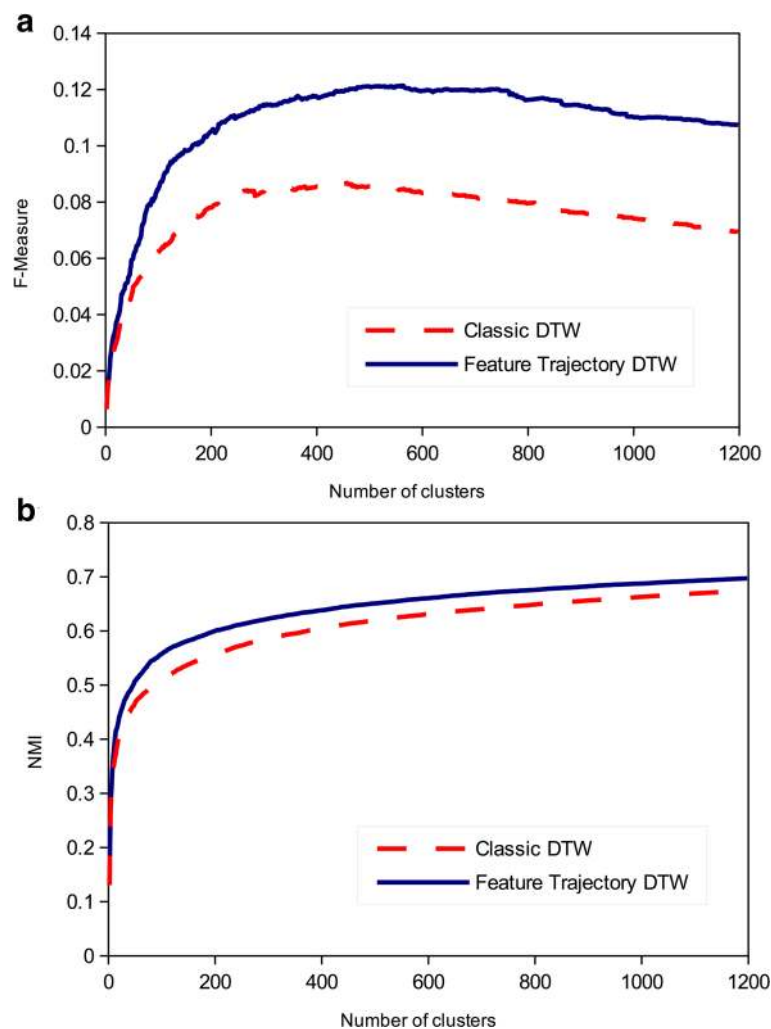 a
0.14
0.12
0.1
0.08
0.06
0.04
0.02
0
F-Measure
Classic DTW
Feature Trajectory DTW
0 200 400 600 800 1000 1200
Number of clusters
b
0.8
0.7
0.6
0.5
0.4
0.3
0.2
0.1
0
NMI
Classic DTW
Feature Trajectory DTW
0 200 400 600 800 1000 1200
Number of clusters